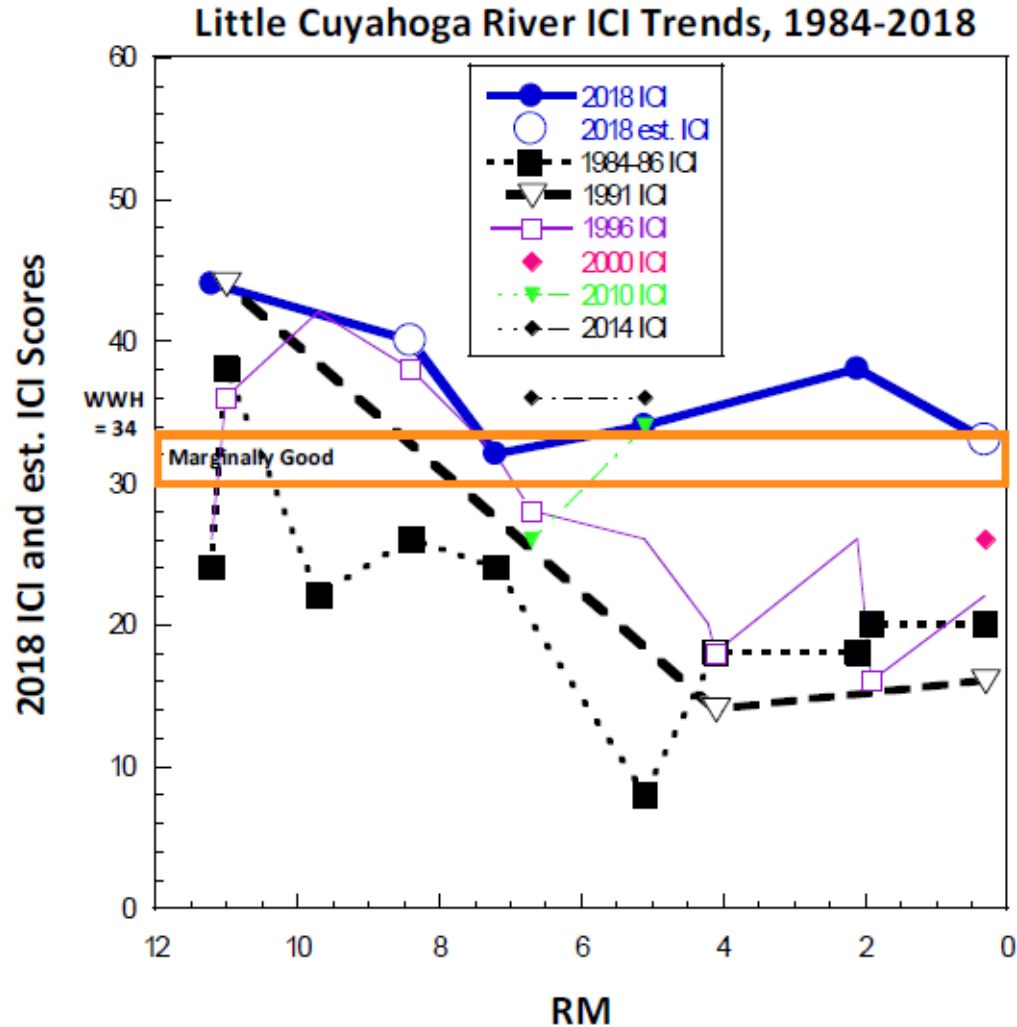 Little Cuyahoga River ICI Trends, 1984-2018
2018 ICI and est. ICI Scores
60
50
40
WWH
= 34
30
20
10
0
2018 ICI
2018 est. ICI
1984-86 ICI
1991 ICI
1996 ICI
2000 ICI
2010 ICI
2014 ICI
Marginally Good
12 10 8 6 4 2 0
RM